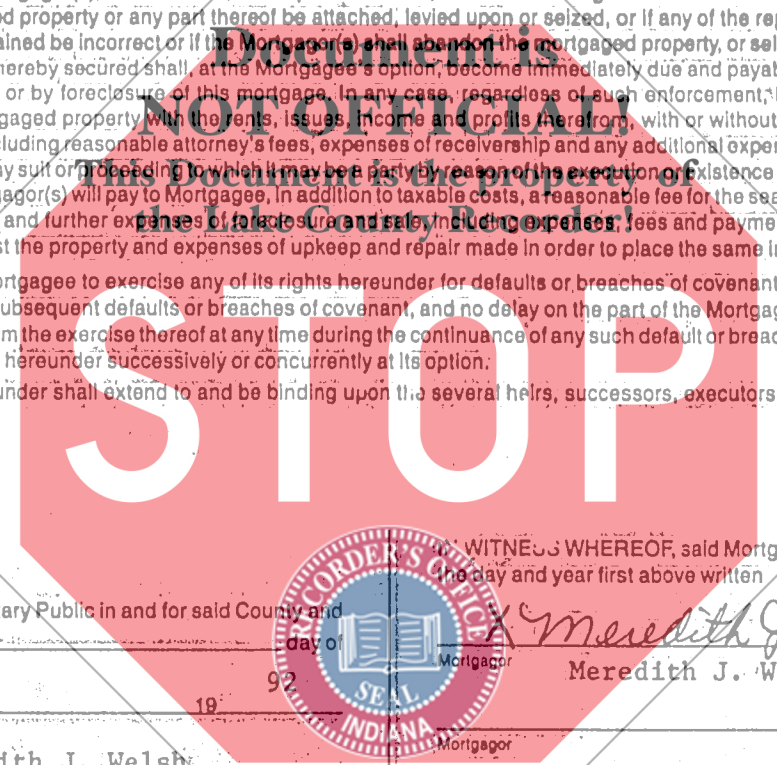 d property or any part thereof be attached, levied upon or seized, or if any of the re
ained be incorrect or if the Mortgagor(s) shall abandon the mortgaged property, or sel
Document is
hereby secured shall, at the Mortgagee's option, become immediately due and payab
or by foreclosure of this mortgage. In any case, regardless of such enforcement,
NOT OFFICIAL!
gaged property with the rents, issues, income and profits therefrom, with or without
cluding reasonable attorney's fees, expenses of receivership and any additional expen
y suit or proceeding to which it may be a party by reason of the execution or existence
This Document is the property of
gagor(s) will pay to Mortgagee, in addition to taxable costs, a reasonable fee for the sea
and further expenses of foreclosure and sale, including expenses, fees and payme
the Lake County Recorder!
st the property and expenses of upkeep and repair made in order to place the same in
ortgagee to exercise any of its rights hereunder for defaults or breaches of covenant
ubsequent defaults or breaches of covenant, and no delay on the part of the Mortgag
m the exercise thereof at any time during the continuance of any such default or breac
hereunder successively or concurrently at its option.
under shall extend to and be binding upon the several heirs, successors, executors
STOP
IN WITNESS WHEREOF, said Mortg
the day and year first above written
RECORDER'S OFFICE
tary Public in and for said County and
day of
X Meredith J
Mortgagor
Meredith J. W
92
19
SEAL
INDIANA
Mortgagor
dith J. Welsh